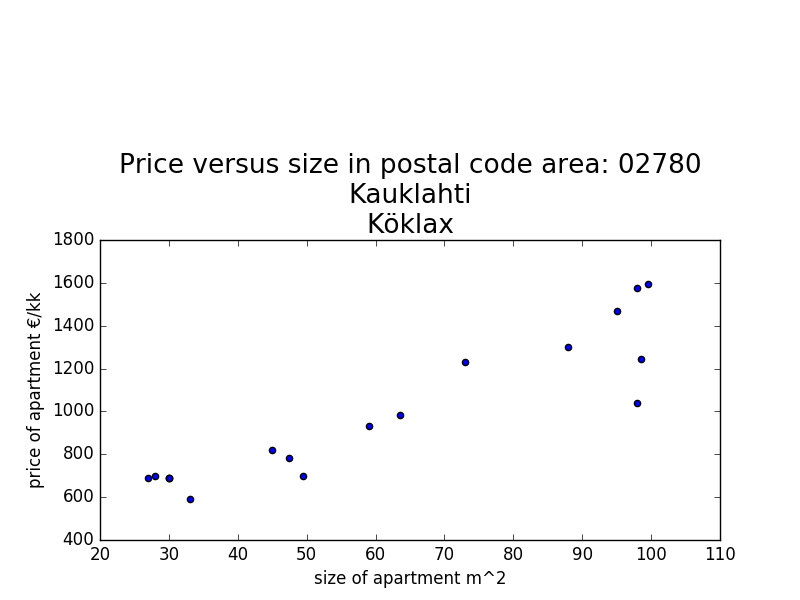 Price versus size in postal code area: 02780
Kauklahti
Köklax
1800
1600
1400
1200
1000
800
600
400
price of apartment €/kk
20 30 40 50 60 70 80 90 100 110
size of apartment m^2